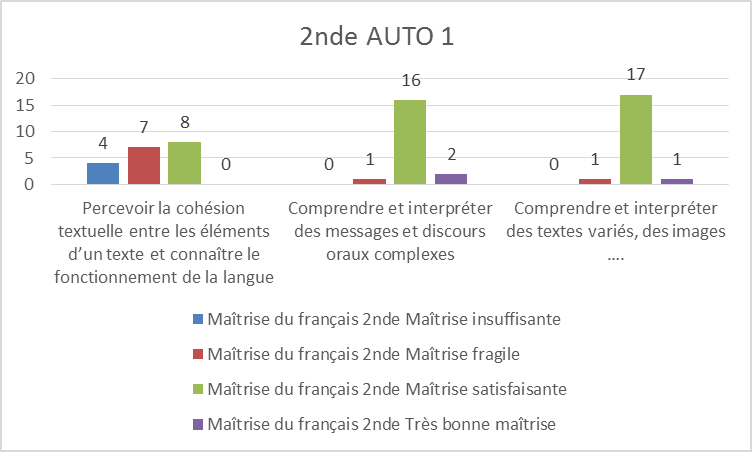 2nde AUTO 1
20
15
10
5
0
4
7
8
0
0
1
16
2
0
1
17
1
Percevoir la cohésion
textuelle entre les éléments
d’un texte et connaître le
fonctionnement de la langue
Comprendre et interpréter
des messages et discours
oraux complexes
Comprendre et interpréter
des textes variés, des images
….
Maîtrise du français 2nde Maîtrise insuffisante
Maîtrise du français 2nde Maîtrise fragile
Maîtrise du français 2nde Maîtrise satisfaisante
Maîtrise du français 2nde Très bonne maîtrise